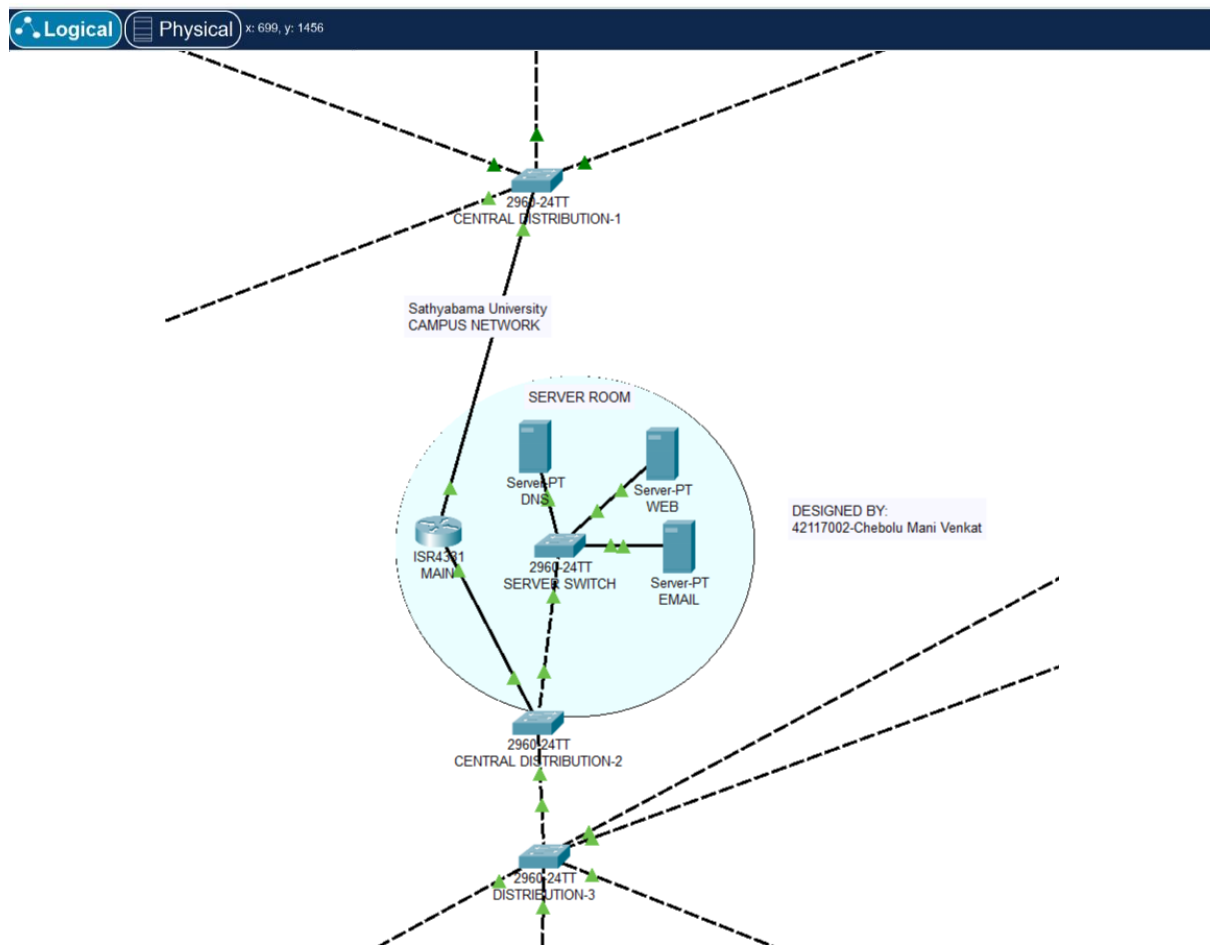 Logical
Physical
x: 699, y: 1456
2960-24TT
CENTRAL DISTRIBUTION-1
Sathyabama University
CAMPUS NETWORK
SERVER ROOM
Server-PT
DNS
Server-PT
WEB
DESIGNED BY:
42117002-Chebolu Mani Venkat
ISR4331
MAIN
2960-24TT
SERVER SWITCH
Server-PT
EMAIL
2960-24TT
CENTRAL DISTRIBUTION-2
2960-24TT
DISTRIBUTION-3